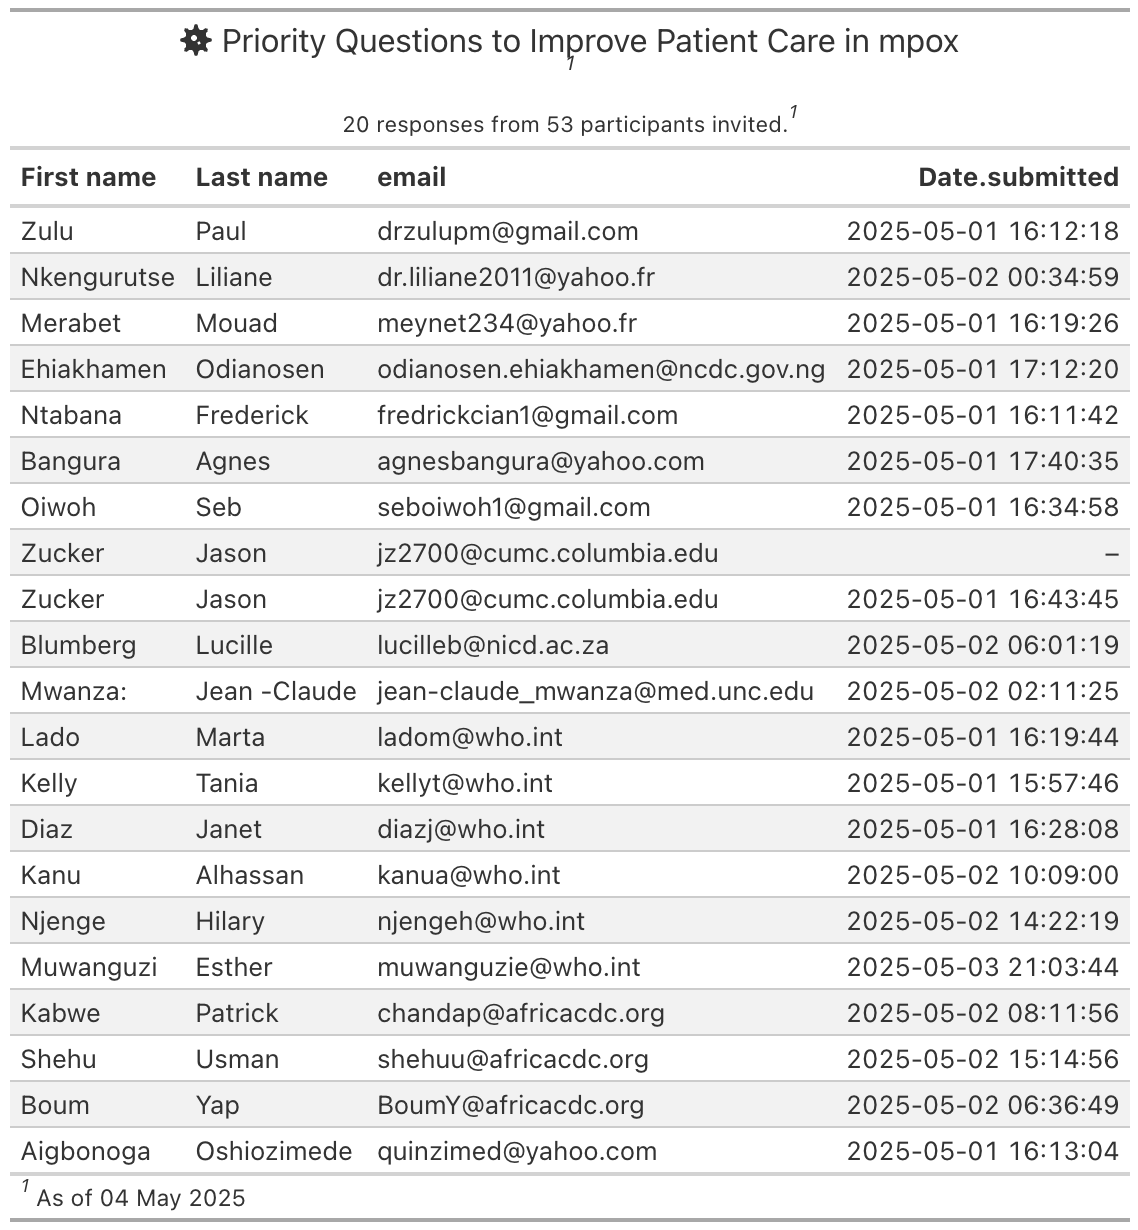 Priority Questions to Improve Patient Care in mpox
1
20 responses from 53 participants invited.1
First name Last name email Date.submitted
Zulu Paul drzulupm@gmail.com 2025-05-01 16:12:18
Nkengurutse Liliane dr.liliane2011@yahoo.fr 2025-05-02 00:34:59
Merabet Mouad meynet234@yahoo.fr 2025-05-01 16:19:26
Ehiakhamen Odianosen odianosen.ehiakhamen@ncdc.gov.ng 2025-05-01 17:12:20
Ntabana Frederick fredrickcian1@gmail.com 2025-05-01 16:11:42
Bangura Agnes agnesbangura@yahoo.com 2025-05-01 17:40:35
Oiwoh Seb seboiwoh1@gmail.com 2025-05-01 16:34:58
Zucker Jason jz2700@cumc.columbia.edu –
Zucker Jason jz2700@cumc.columbia.edu 2025-05-01 16:43:45
Blumberg Lucille lucilleb@nicd.ac.za 2025-05-02 06:01:19
Mwanza: Jean -Claude jean-claude_mwanza@med.unc.edu 2025-05-02 02:11:25
Lado Marta ladom@who.int 2025-05-01 16:19:44
Kelly Tania kellyt@who.int 2025-05-01 15:57:46
Diaz Janet diazj@who.int 2025-05-01 16:28:08
Kanu Alhassan kanua@who.int 2025-05-02 10:09:00
Njenge Hilary njengeh@who.int 2025-05-02 14:22:19
Muwanguzi Esther muwanguzie@who.int 2025-05-03 21:03:44
Kabwe Patrick chandap@africacdc.org 2025-05-02 08:11:56
Shehu Usman shehuu@africacdc.org 2025-05-02 15:14:56
Boum Yap BoumY@africacdc.org 2025-05-02 06:36:49
Aigbonoga Oshiozimede quinzimed@yahoo.com 2025-05-01 16:13:04
1 As of 04 May 2025